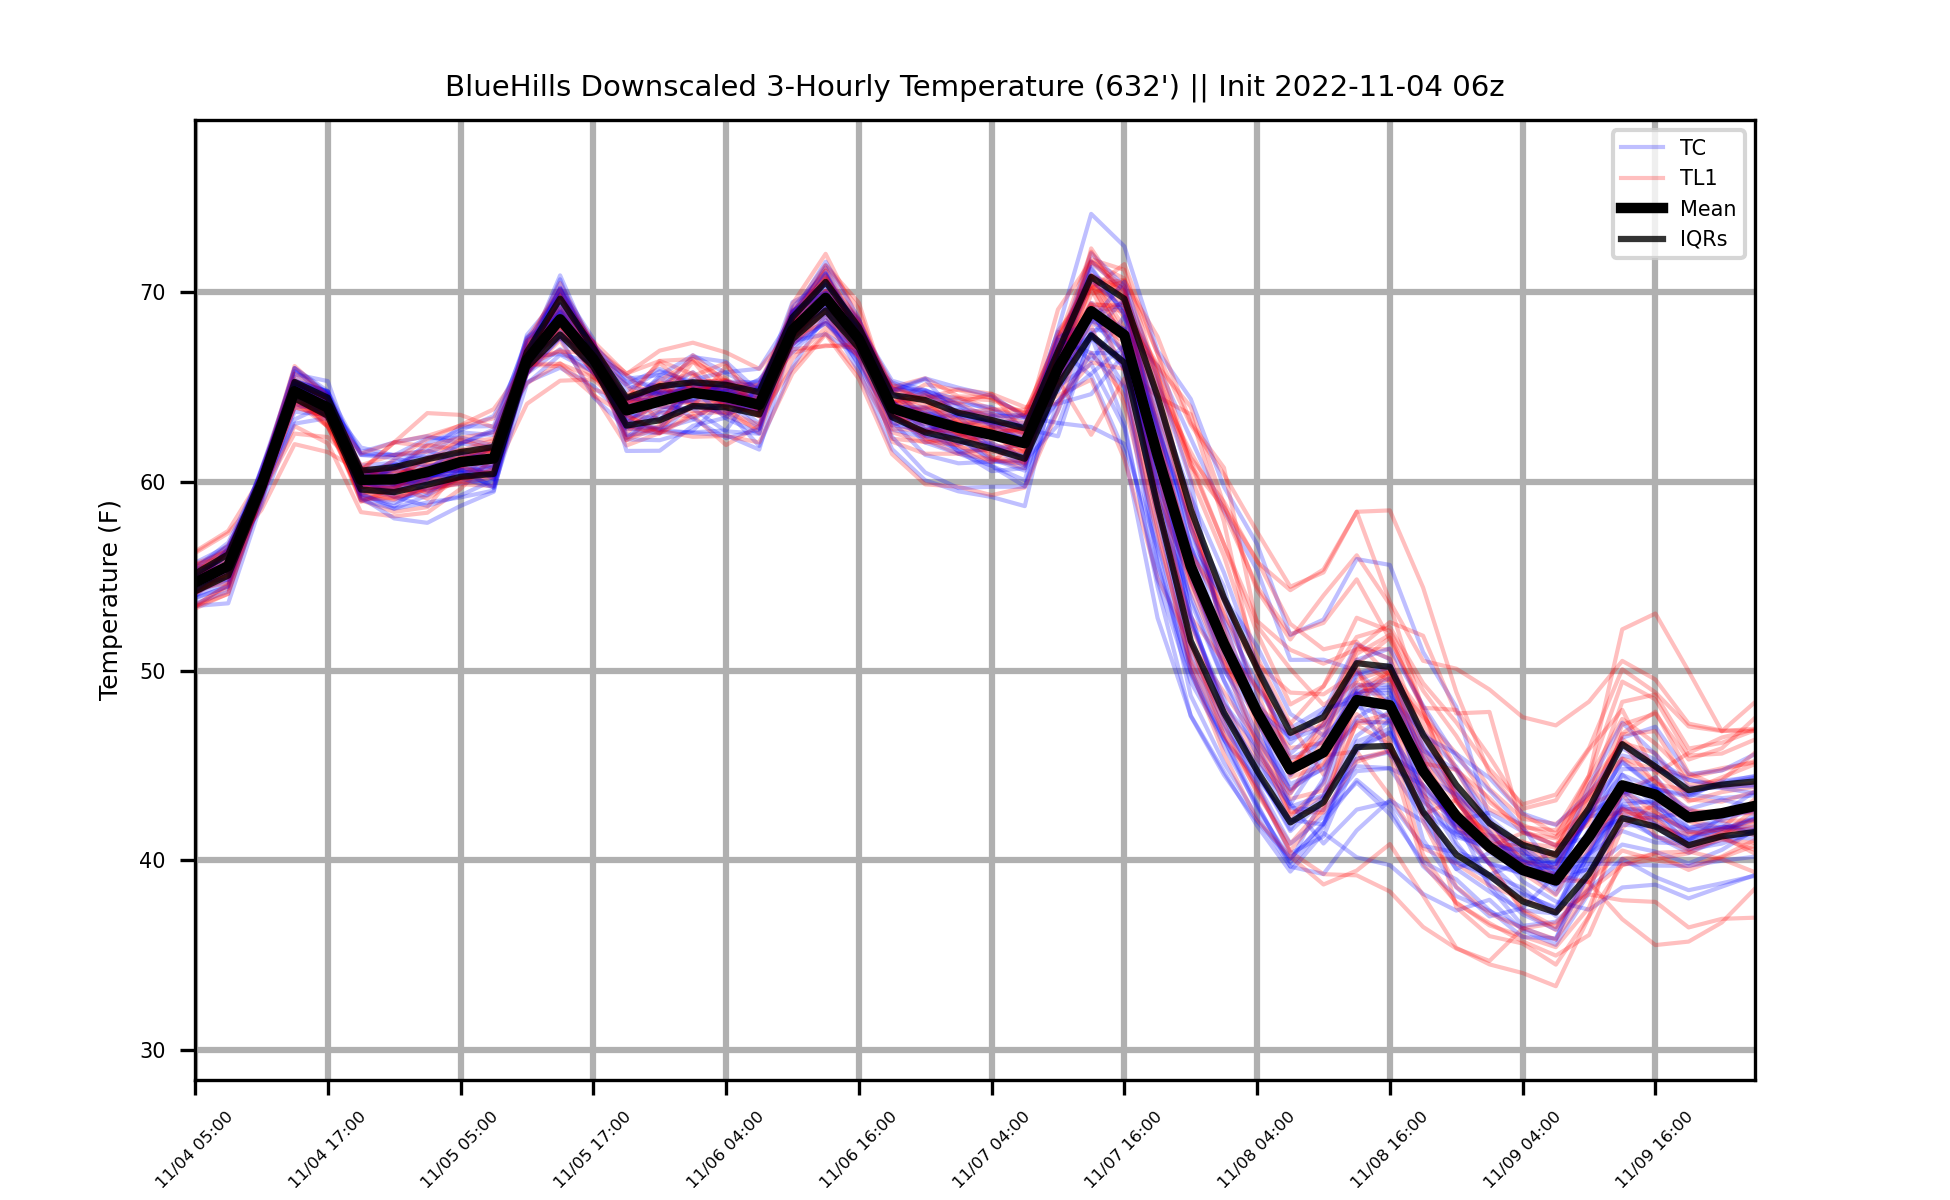 BlueHills Downscaled 3-Hourly Temperature (632') || Init 2022-11-04 06z
TC
TL1
Mean
IQRs
Temperature (F)
70
60
50
40
30
11/04 05:00
11/04 17:00
11/05 05:00
11/05 17:00
11/06 04:00
11/06 16:00
11/07 04:00
11/07 16:00
11/08 04:00
11/08 16:00
11/09 04:00
11/09 16:00